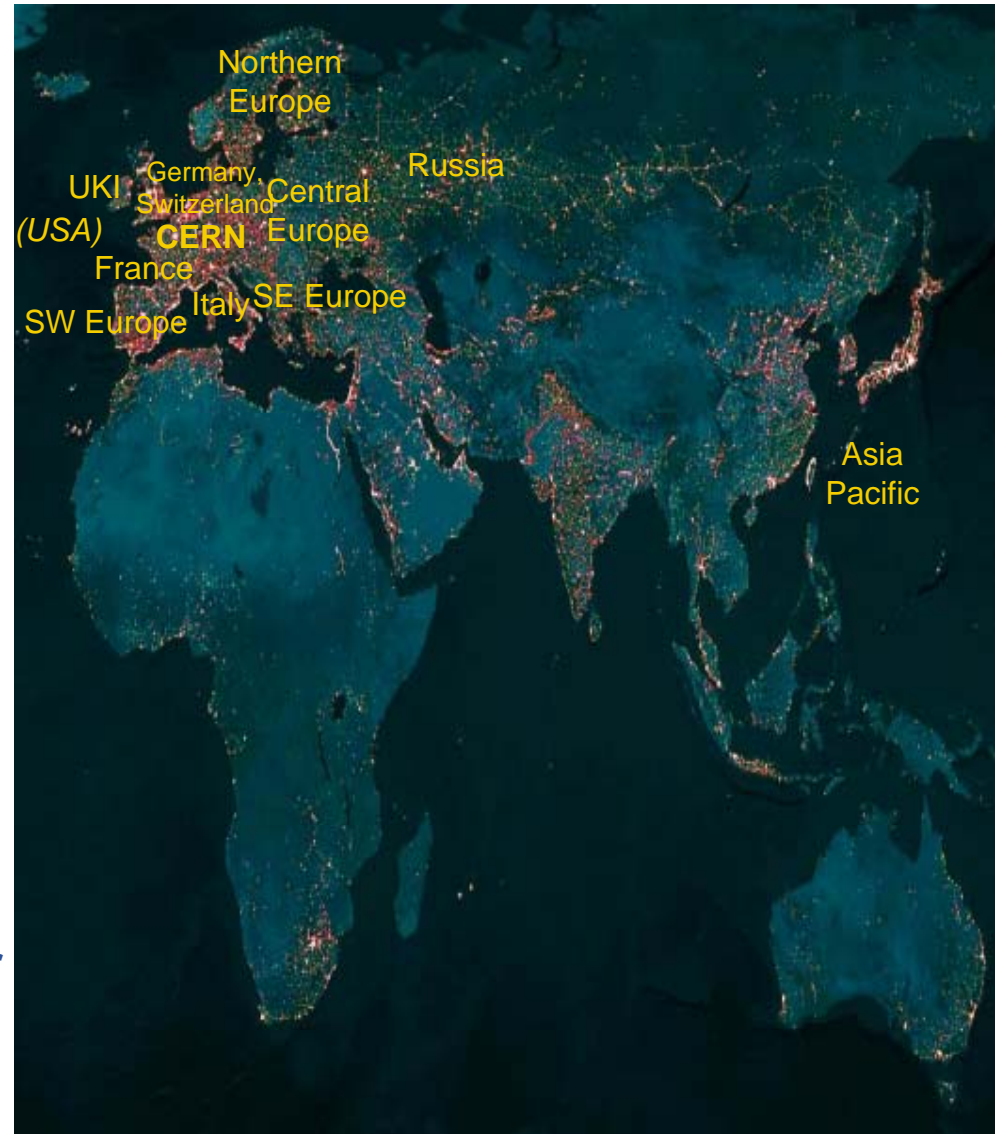 Northern
Europe
Russia
UKI
Germany,
Switzerland
Central
Europe
(USA)
CERN
France
Italy
SE Europe
SW Europe
Asia
Pacific